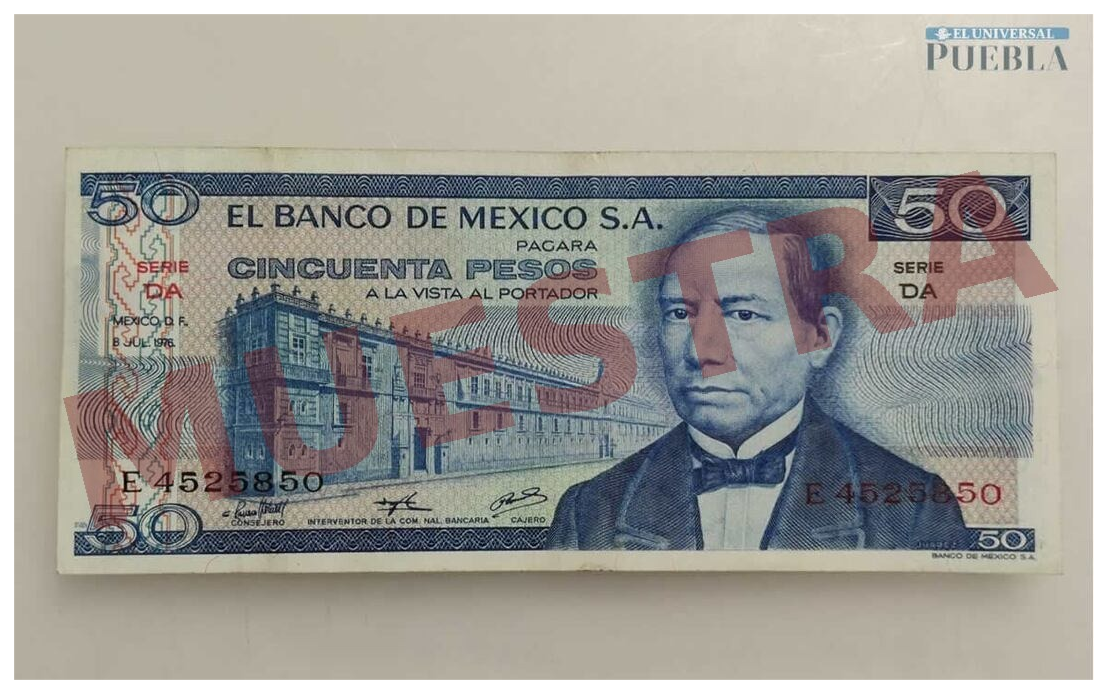 EL UNIVERSAL
PUEBLA
50
50
EL BANCO DE MEXICO S.A.
PAGARA
CINCUENTA PESOS
A LA VISTA AL PORTADOR
SERIE
DA
SERIE
DA
MEXICO, D. F.
8 JUL. 1976
MUESTRA
E 4525850
E 4525850
CONSEJERO
INTERVENTOR DE LA COM. NAL. BANCARIA
CAJERO
50
JUAREZ
50
BANCO DE MEXICO S.A.